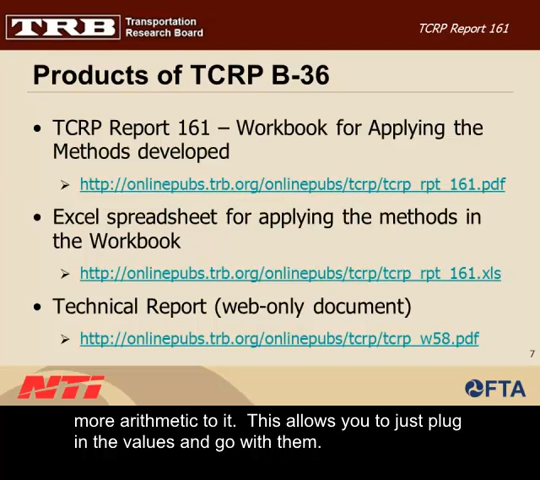 TRB Transportation
Research Board
TCRP Report 161
Products of TCRP B-36
• TCRP Report 161 – Workbook for Applying the
Methods developed
➢ http://onlinepubs.trb.org/onlinepubs/tcrp/tcrp_rpt_161.pdf
• Excel spreadsheet for applying the methods in
the Workbook
➢ http://onlinepubs.trb.org/onlinepubs/tcrp/tcrp_rpt_161.xls
• Technical Report (web-only document)
➢ http://onlinepubs.trb.org/onlinepubs/tcrp/tcrp_w58.pdf
7
NTI
FTA
more arithmetic to it.  This allows you to just plug
in the values and go with them.